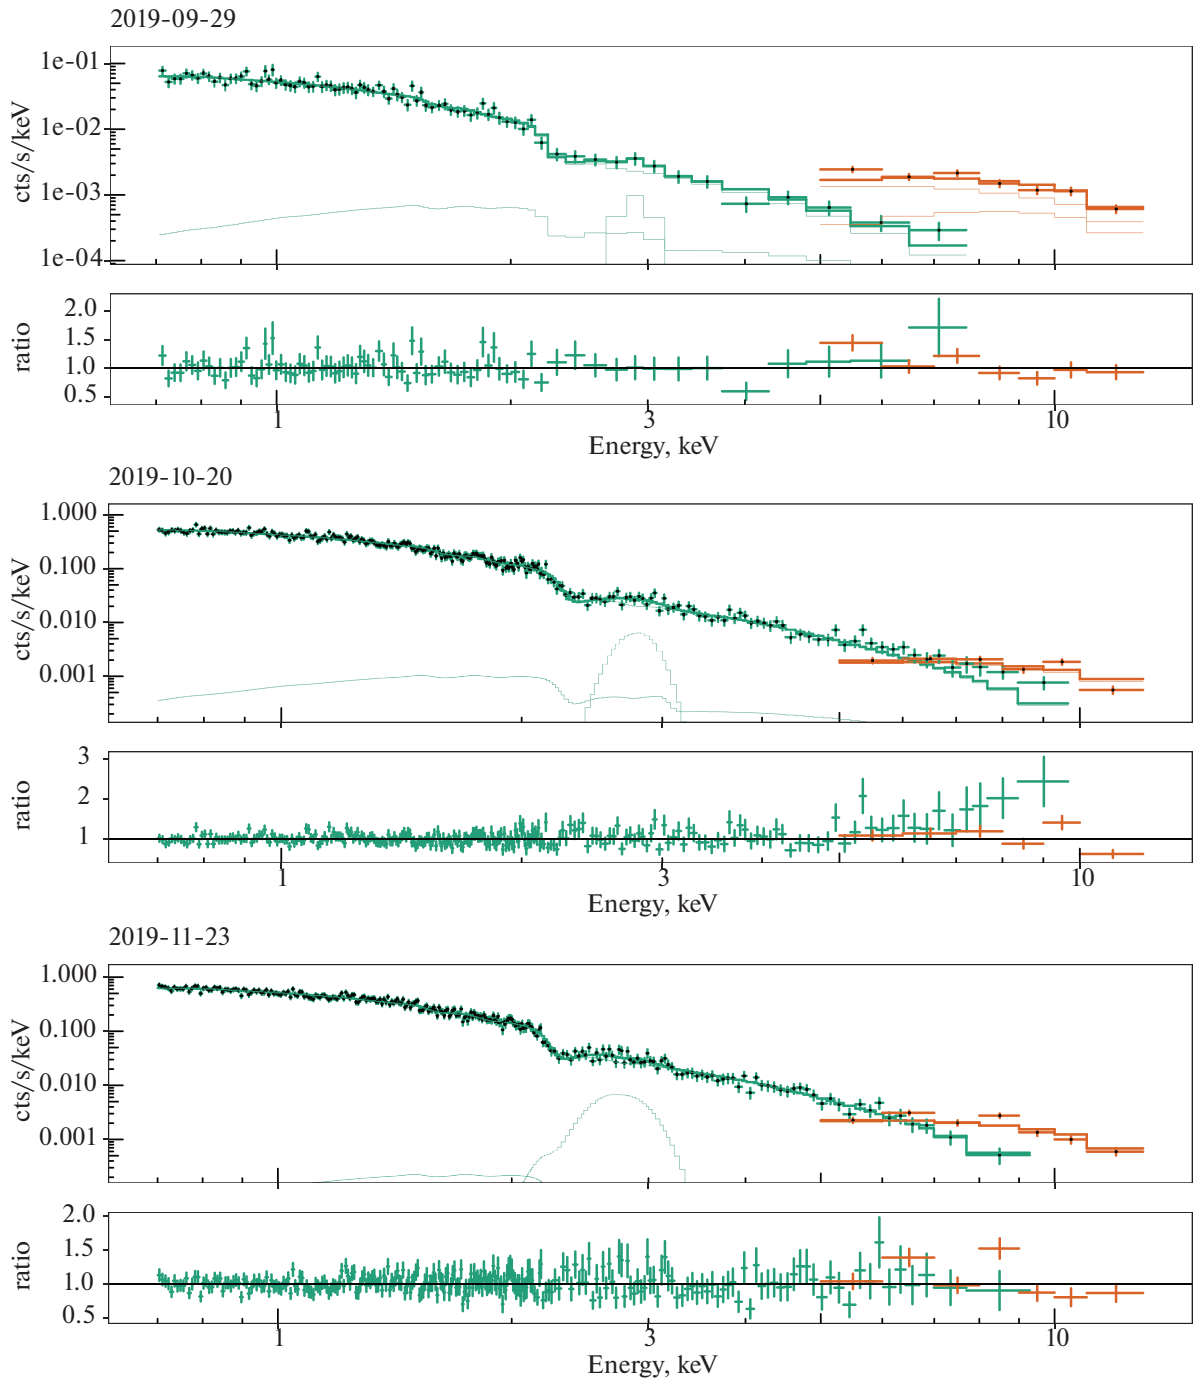 2019-09-29
1e-01
1e-02
1e-03
1e-04
cts/s/keV
2.0
1.5
1.0
0.5
ratio
1 3 10
Energy, keV
2019-10-20
1.000
0.100
0.010
0.001
cts/s/keV
3
2
1
ratio
1 3 10
Energy, keV
2019-11-23
1.000
0.100
0.010
0.001
cts/s/keV
2.0
1.5
1.0
0.5
ratio
1 3 10
Energy, keV